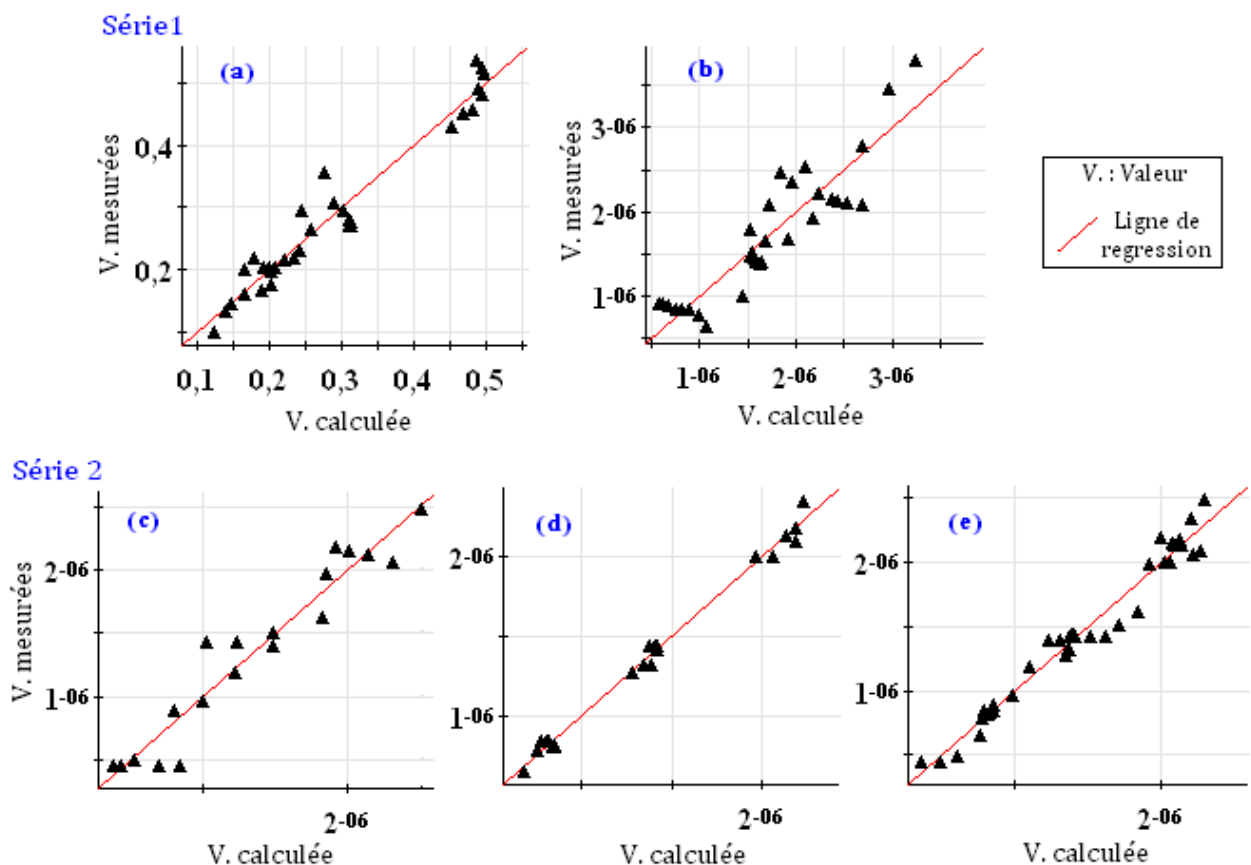 Série1
(a)
V. mesurées
0,4
0,2
0,1 0,2 0,3 0,4 0,5
V. calculée
(b)
V. mesurées
3-06
2-06
1-06
1-06 2-06 3-06
V. calculée
V. : Valeur
Ligne de
regression
Série 2
(c)
V. mesurées
2-06
1-06
2-06
V. calculée
(d)
2-06
1-06
2-06
V. calculée
(e)
2-06
1-06
2-06
V. calculée